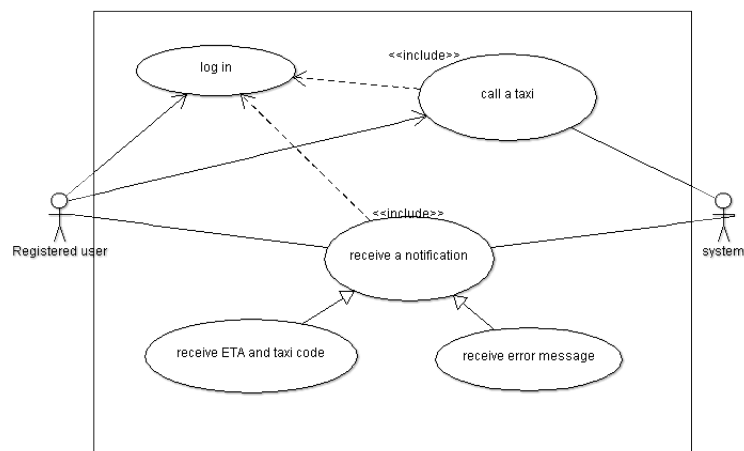 <<include>>
log in
call a taxi
<<include>>
Registered user
system
receive a notification
receive ETA and taxi code
receive error message